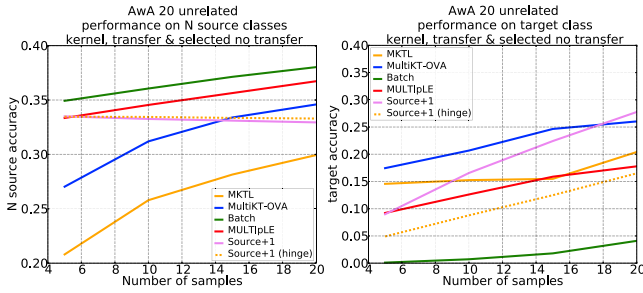 AwA 20 unrelated
performance on N source classes
kernel, transfer & selected no transfer
0.40
0.35
0.30
0.25
0.20
N source accuracy
MKTL
MultiKT-OVA
Batch
MULTIpLE
Source+1
Source+1 (hinge)
4 6 8 10 12 14 16 18 20
Number of samples
AwA 20 unrelated
performance on target class
kernel, transfer & selected no transfer
0.40
0.35
0.30
0.25
0.20
0.15
0.10
0.05
0.00
target accuracy
MKTL
MultiKT-OVA
Batch
MULTIpLE
Source+1
Source+1 (hinge)
4 6 8 10 12 14 16 18 20
Number of samples